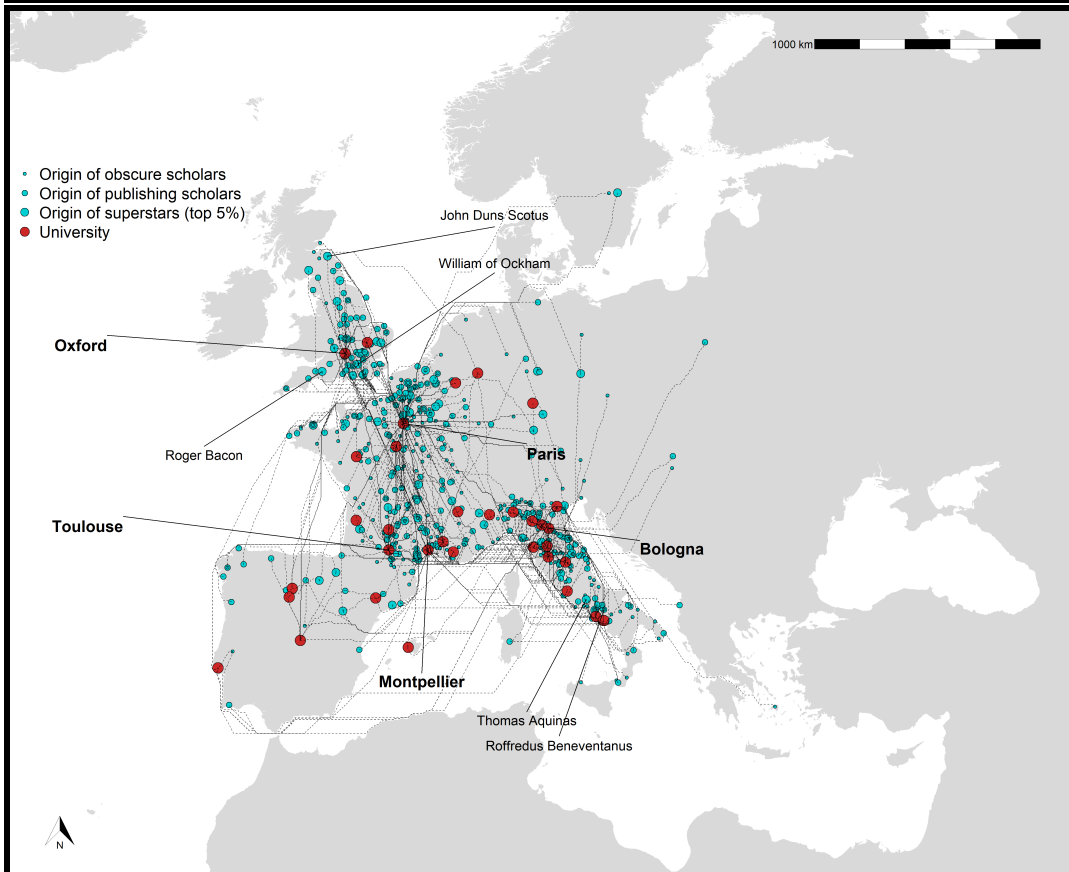 1000 km
Origin of obscure scholars
Origin of publishing scholars
Origin of superstars (top 5%)
University
John Duns Scotus
William of Ockham
Oxford
Roger Bacon
Paris
Toulouse
Bologna
Montpellier
Thomas Aquinas
Roffredus Beneventanus
N